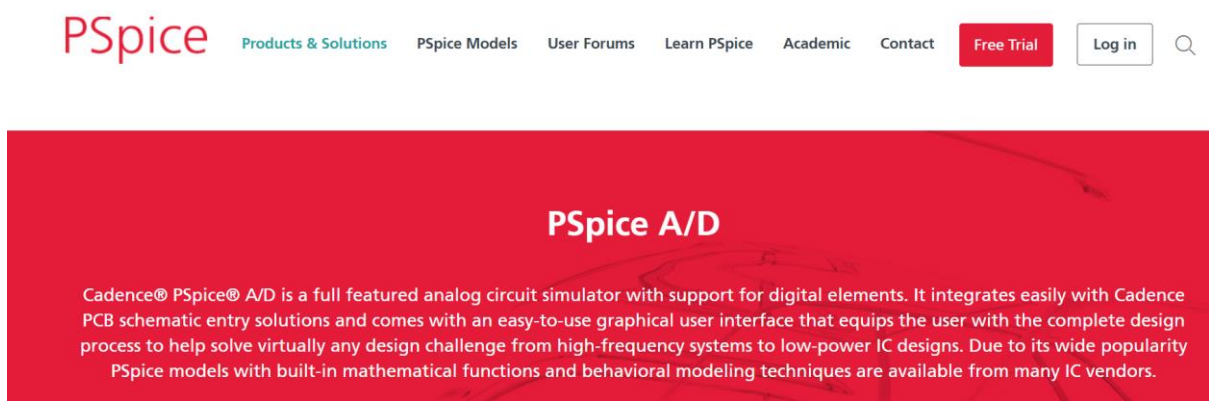 PSpice Products & Solutions PSpice Models User Forums Learn PSpice Academic Contact Free Trial Log in
PSpice A/D
Cadence® PSpice® A/D is a full featured analog circuit simulator with support for digital elements. It integrates easily with Cadence
PCB schematic entry solutions and comes with an easy-to-use graphical user interface that equips the user with the complete design
process to help solve virtually any design challenge from high-frequency systems to low-power IC designs. Due to its wide popularity
PSpice models with built-in mathematical functions and behavioral modeling techniques are available from many IC vendors.